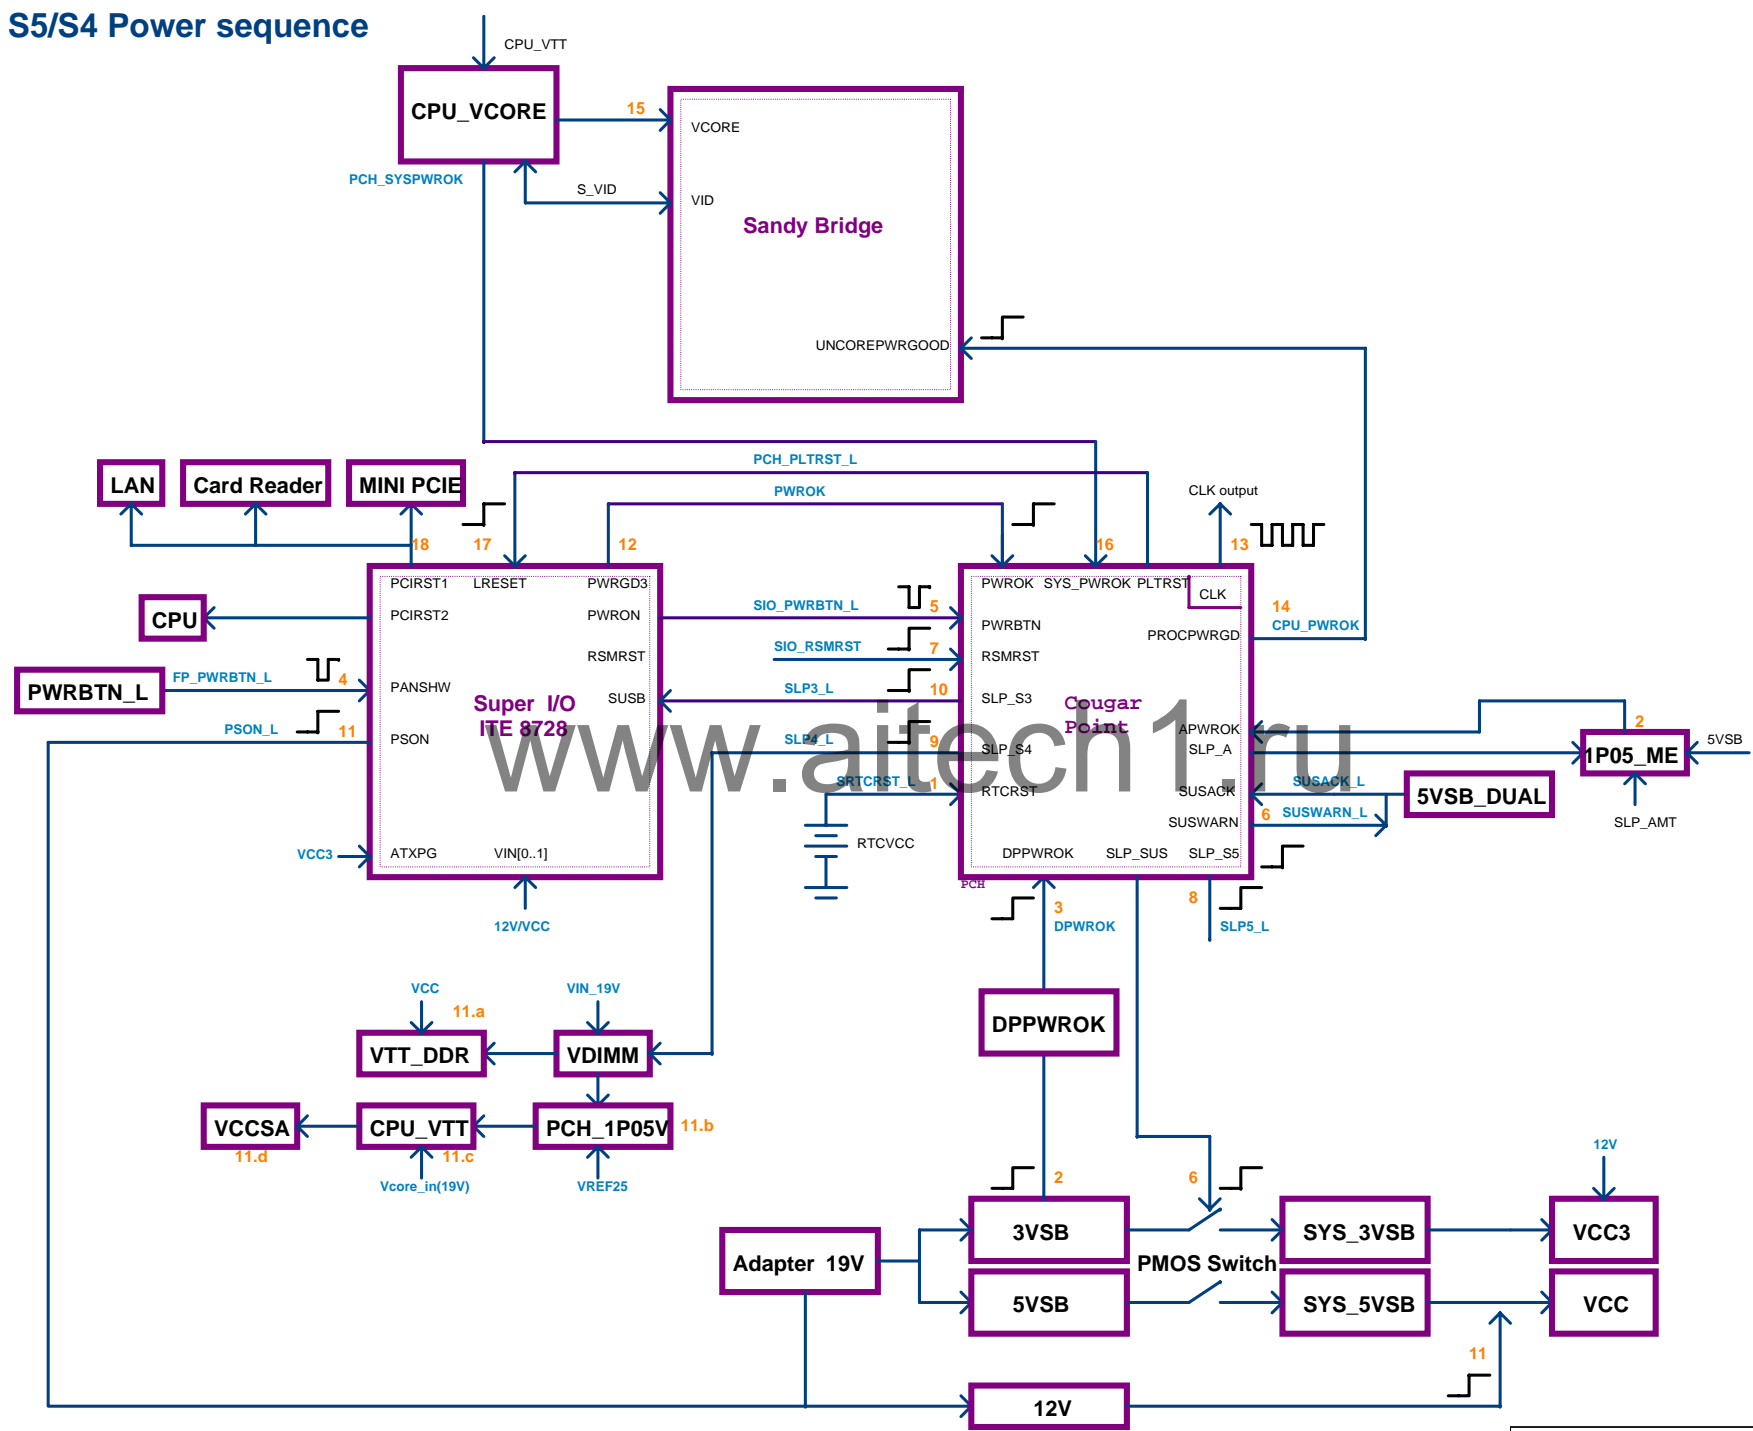 S5/S4 Power sequence
CPU_VTT
CPU_VCORE
15
VCORE
PCH_SYSPWROK
S_VID
VID
Sandy Bridge
UNCOREPWRGOOD
PCH_PLTRST_L
LAN
Card Reader
MINI PCIE
PWROK
CLK output
18
17
12
16
13
PCIRST1
LRESET
PWRGD3
PWROK
SYS_PWROK
PLTRST
CLK
CPU
PCIRST2
PWRON
SIO_PWRBTN_L
5
PWRBTN
14
CPU_PWROK
PROCPWRGD
RSMRST
SIO_RSMRST
7
RSMRST
PWRBTN_L
FP_PWRBTN_L
4
PANSHW
SUSB
SLP3_L
10
SLP_S3
Super I/O
ITE 8728
Cougar
Point
PSON_L
11
PSON
SLP4_L
9
SLP_S4
APWROK
SLP_A
2
1P05_ME
5VSB
www.aitech1.ru
SRTCRST_L
1
RTCRST
SUSACK
SUSACK_L
5VSB_DUAL
SUSWARN
6
SUSWARN_L
SLP_AMT
RTCVCC
VCC3
ATXPG
VIN[0..1]
DPPWROK
SLP_SUS
SLP_S5
PCH
12V/VCC
3
DPWROK
8
SLP5_L
VCC
11.a
VIN_19V
DPPWROK
VTT_DDR
VDIMM
VCCSA
CPU_VTT
PCH_1P05V
11.b
11.d
11.c
Vcore_in(19V)
VREF25
2
6
12V
Adapter 19V
3VSB
SYS_3VSB
VCC3
PMOS Switch
5VSB
SYS_5VSB
VCC
11
12V